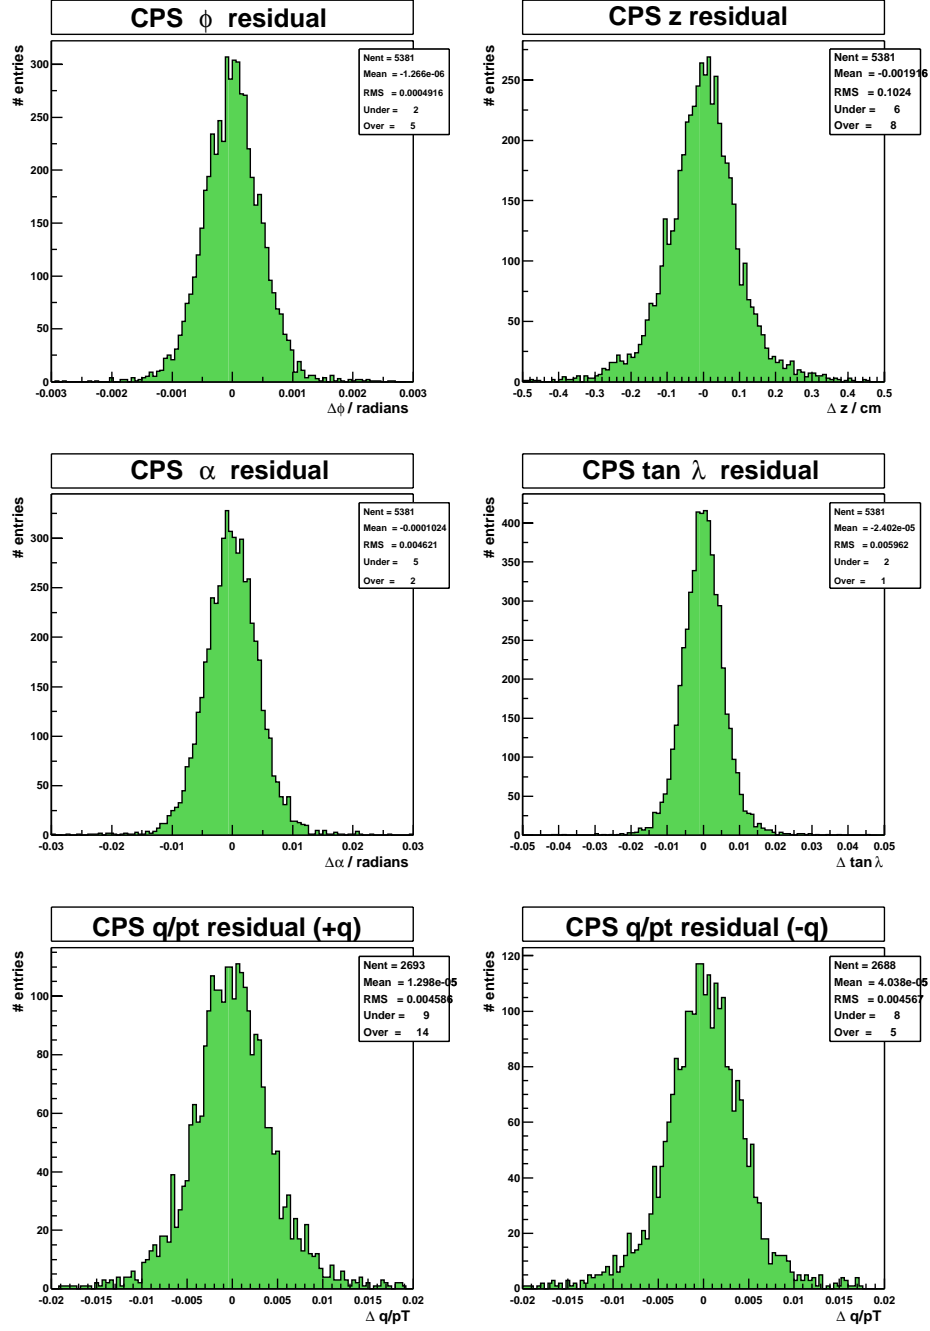 CPS ϕ residual
# entries
300
250
200
150
100
50
0
Nent = 5381
Mean = -1.266e-06
RMS = 0.0004916
Under = 2
Over = 5
-0.003 -0.002 -0.001 0 0.001 0.002 0.003
Δϕ / radians
CPS z residual
# entries
250
200
150
100
50
0
Nent = 5381
Mean = -0.001916
RMS = 0.1024
Under = 6
Over = 8
-0.5 -0.4 -0.3 -0.2 -0.1 -0 0.1 0.2 0.3 0.4 0.5
Δ z / cm
CPS α residual
# entries
300
250
200
150
100
50
0
Nent = 5381
Mean = -0.0001024
RMS = 0.004621
Under = 5
Over = 2
-0.03 -0.02 -0.01 0 0.01 0.02 0.03
Δα / radians
CPS tan λ residual
# entries
400
350
300
250
200
150
100
50
0
Nent = 5381
Mean = -2.402e-05
RMS = 0.005962
Under = 2
Over = 1
-0.05 -0.04 -0.03 -0.02 -0.01 0 0.01 0.02 0.03 0.04 0.05
Δ tan λ
CPS q/pt residual (+q)
# entries
100
80
60
40
20
0
Nent = 2693
Mean = 1.298e-05
RMS = 0.004586
Under = 9
Over = 14
-0.02 -0.015 -0.01 -0.005 0 0.005 0.01 0.015 0.02
Δ q/pT
CPS q/pt residual (-q)
# entries
120
100
80
60
40
20
0
Nent = 2688
Mean = 4.038e-05
RMS = 0.004567
Under = 8
Over = 5
-0.02 -0.015 -0.01 -0.005 0 0.005 0.01 0.015 0.02
Δ q/pT